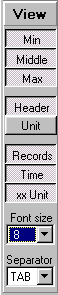 View
Min
Middle
Max
Header
Unit
Records
Time
xx Unit
Font size
8
Separator
TAB